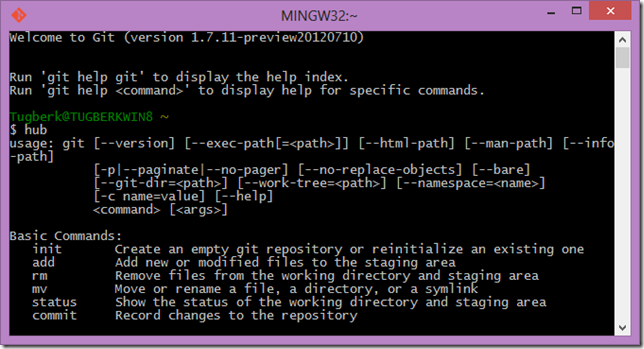 MINGW32:~
Welcome to Git (version 1.7.11-preview20120710)
Run 'git help git' to display the help index.
Run 'git help <command>' to display help for specific commands.
Tugberk@TUGBERKWIN8 ~
$ hub
usage: git [--version] [--exec-path[=<path>]] [--html-path] [--man-path] [--info
-path]
[-p|--paginate|--no-pager] [--no-replace-objects] [--bare]
[--git-dir=<path>] [--work-tree=<path>] [--namespace=<name>]
[-c name=value] [--help]
<command> [<args>]
Basic Commands:
init Create an empty git repository or reinitialize an existing one
add Add new or modified files to the staging area
rm Remove files from the working directory and staging area
mv Move or rename a file, a directory, or a symlink
status Show the status of the working directory and staging area
commit Record changes to the repository